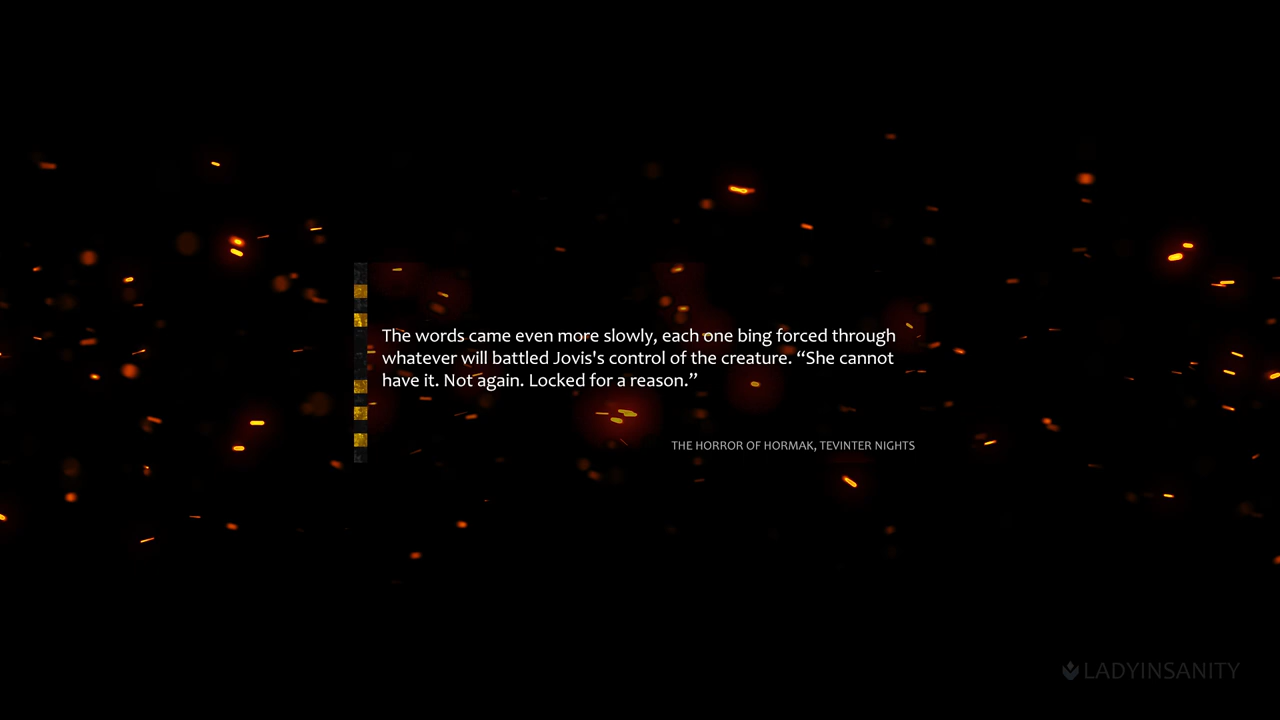 The words came even more slowly, each one bing forced through
whatever will battled Jovis's control of the creature. “She cannot
have it. Not again. Locked for a reason.”
THE HORROR OF HORMAK, TEVINTER NIGHTS
LADYINSANITY